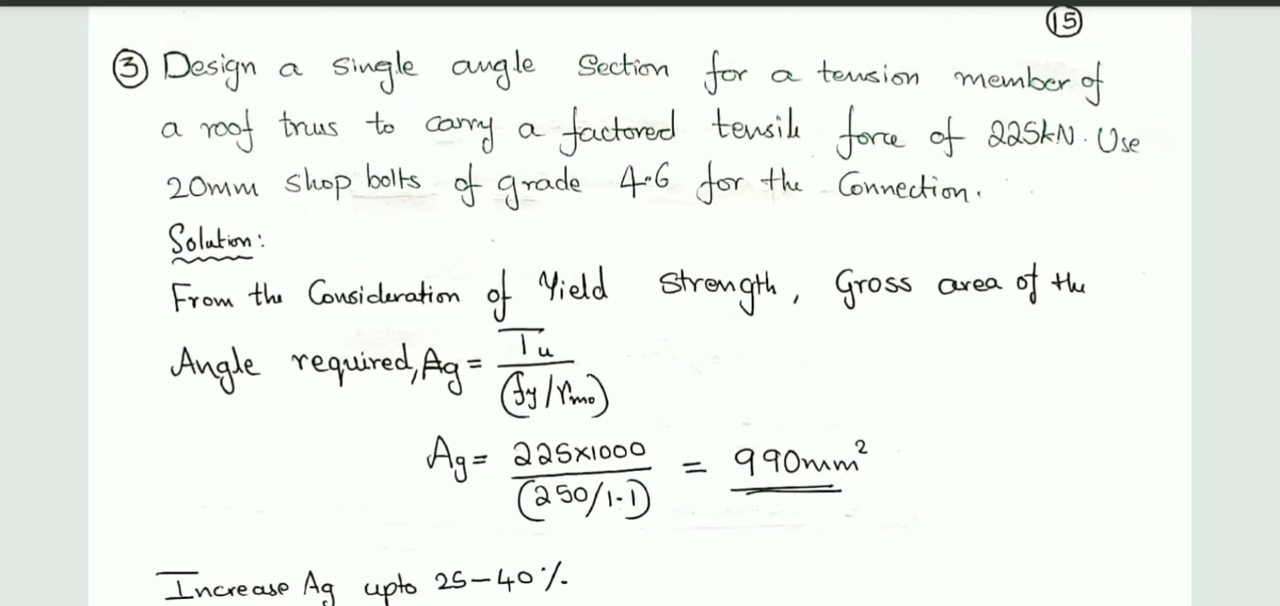 15
③ Design a single angle Section for a tension member of
a roof trus to carry a factored tensile force of 225kN. Use
20mm shop bolts of grade 4.6 for the Connection.
Solution:
From the Consideration of Yield Strength, Gross area of the
Angle required, Ag = Tu / (fy/γmo)
Ag = 225×1000 / (250/1.1) = 990mm²
Increase Ag upto 25-40%